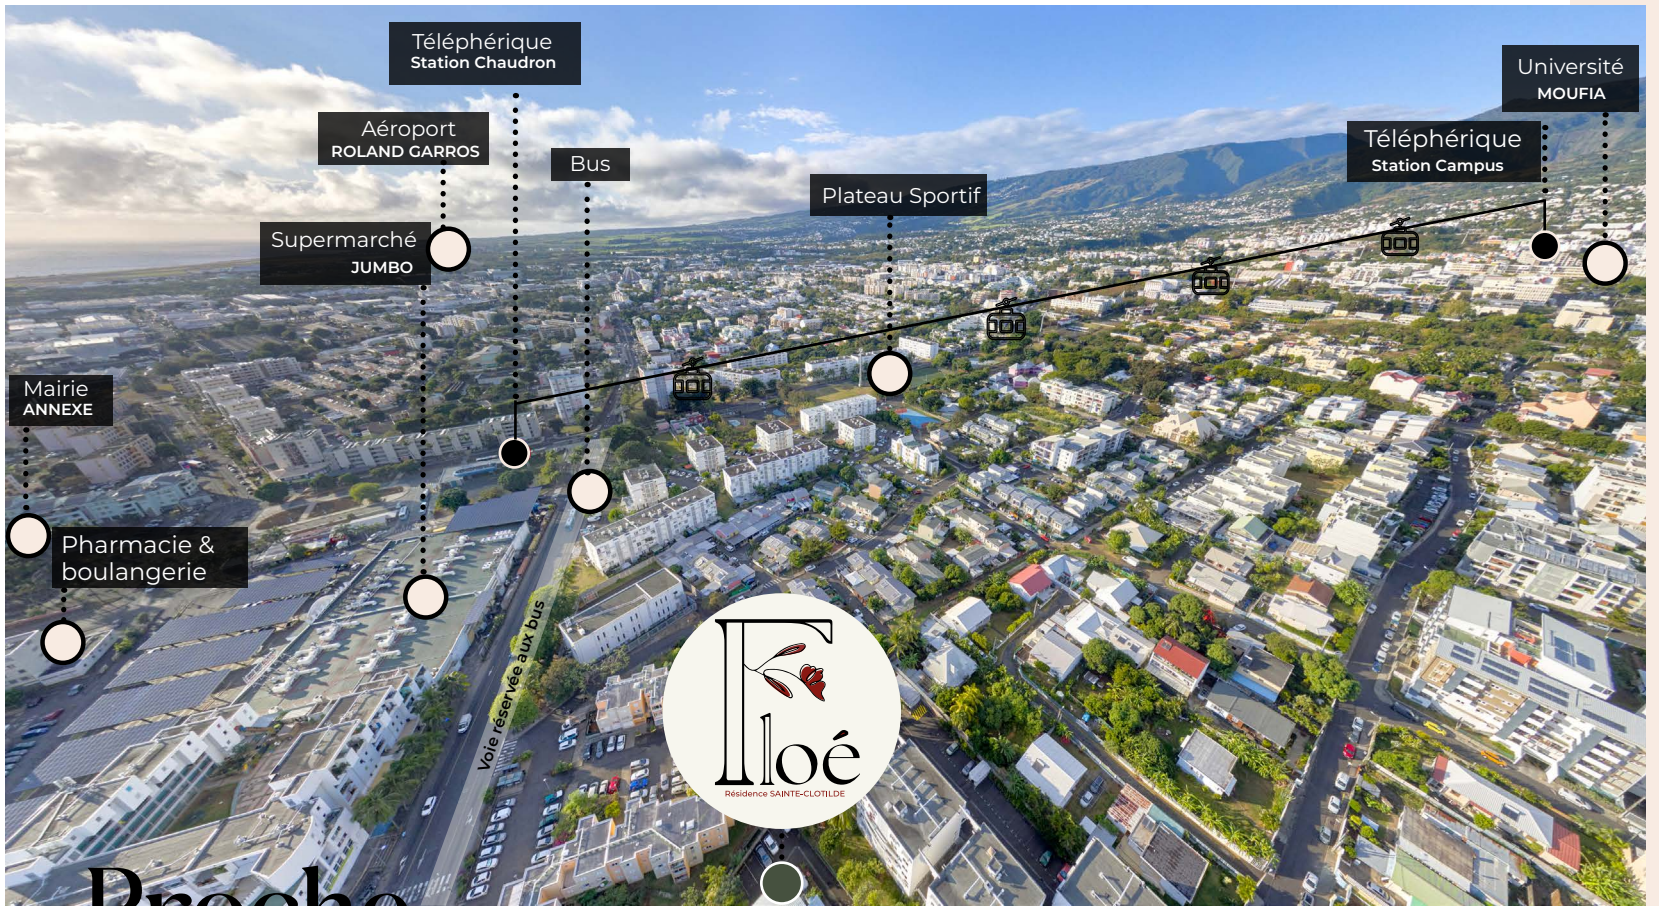 Téléphérique
Station Chaudron
Université
MOUFIA
Aéroport
ROLAND GARROS
Téléphérique
Station Campus
Bus
Plateau Sportif
Supermarché
JUMBO
Mairie
ANNEXE
Pharmacie &
boulangerie
Voie réservée aux bus
Floé
Résidence SAINTE-CLOTILDE
Proche